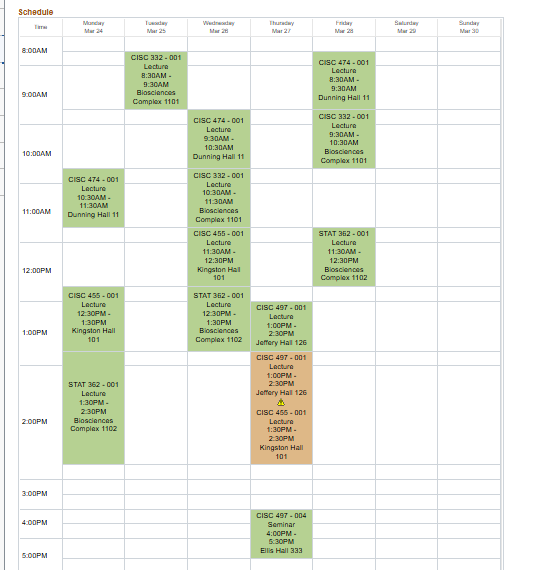 Schedule
Time
Monday
Mar 24
Tuesday
Mar 25
Wednesday
Mar 26
Thursday
Mar 27
Friday
Mar 28
Saturday
Mar 29
Sunday
Mar 30
8:00AM
CISC 332 - 001
Lecture
8:30AM -
9:30AM
Biosciences
Complex 1101
CISC 474 - 001
Lecture
8:30AM -
9:30AM
Dunning Hall 11
9:00AM
CISC 474 - 001
Lecture
9:30AM -
10:30AM
Dunning Hall 11
CISC 332 - 001
Lecture
9:30AM -
10:30AM
Biosciences
Complex 1101
10:00AM
CISC 474 - 001
Lecture
10:30AM -
11:30AM
Dunning Hall 11
CISC 332 - 001
Lecture
10:30AM -
11:30AM
Biosciences
Complex 1101
11:00AM
CISC 455 - 001
Lecture
11:30AM -
12:30PM
Kingston Hall
101
STAT 362 - 001
Lecture
11:30AM -
12:30PM
Biosciences
Complex 1102
12:00PM
CISC 455 - 001
Lecture
12:30PM -
1:30PM
Kingston Hall
101
STAT 362 - 001
Lecture
12:30PM -
1:30PM
Biosciences
Complex 1102
CISC 497 - 001
Lecture
1:00PM -
2:30PM
Jeffery Hall 126
1:00PM
STAT 362 - 001
Lecture
1:30PM -
2:30PM
Biosciences
Complex 1102
CISC 497 - 001
Lecture
1:00PM -
2:30PM
Jeffery Hall 126
CISC 455 - 001
Lecture
1:30PM -
2:30PM
Kingston Hall
101
2:00PM
3:00PM
4:00PM
CISC 497 - 004
Seminar
4:00PM -
5:30PM
Ellis Hall 333
5:00PM